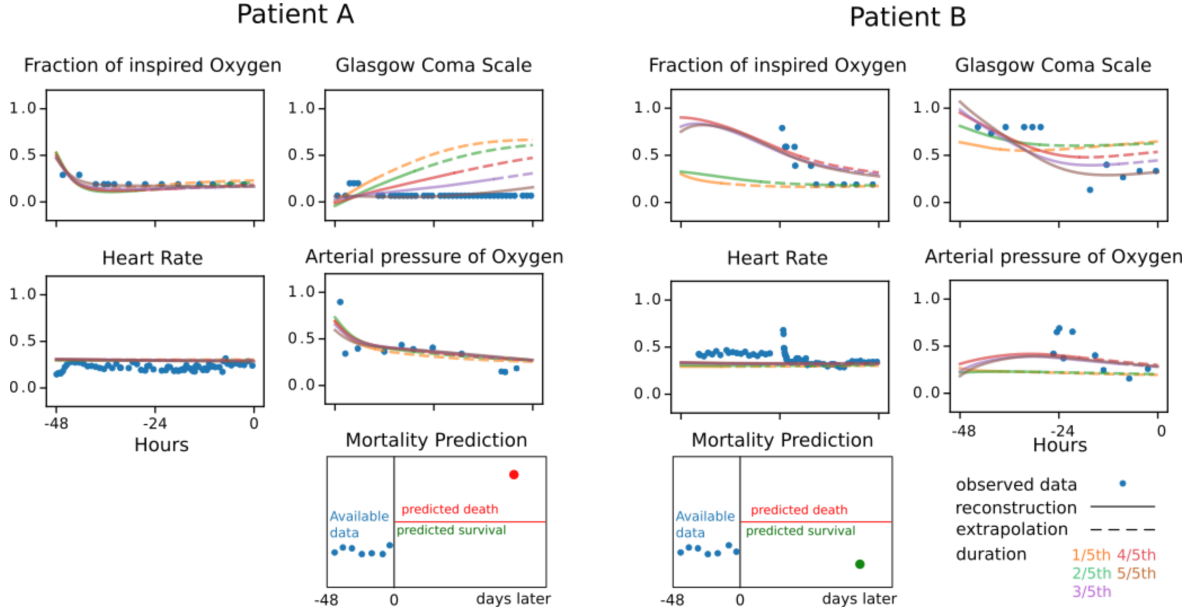 Patient A
Patient B
Fraction of inspired Oxygen
Glasgow Coma Scale
Fraction of inspired Oxygen
Glasgow Coma Scale
1.0
0.5
0.0
1.0
0.5
0.0
1.0
0.5
0.0
1.0
0.5
0.0
Heart Rate
Arterial pressure of Oxygen
Heart Rate
Arterial pressure of Oxygen
1.0
0.5
0.0
1.0
0.5
0.0
1.0
0.5
0.0
1.0
0.5
0.0
-48
-24
0
Hours
-48
-24
0
Hours
Mortality Prediction
Available
data
predicted death
predicted survival
-48
0
days later
Mortality Prediction
Available
data
predicted death
predicted survival
-48
0
days later
observed data
reconstruction
extrapolation
duration
1/5th 4/5th
2/5th 5/5th
3/5th